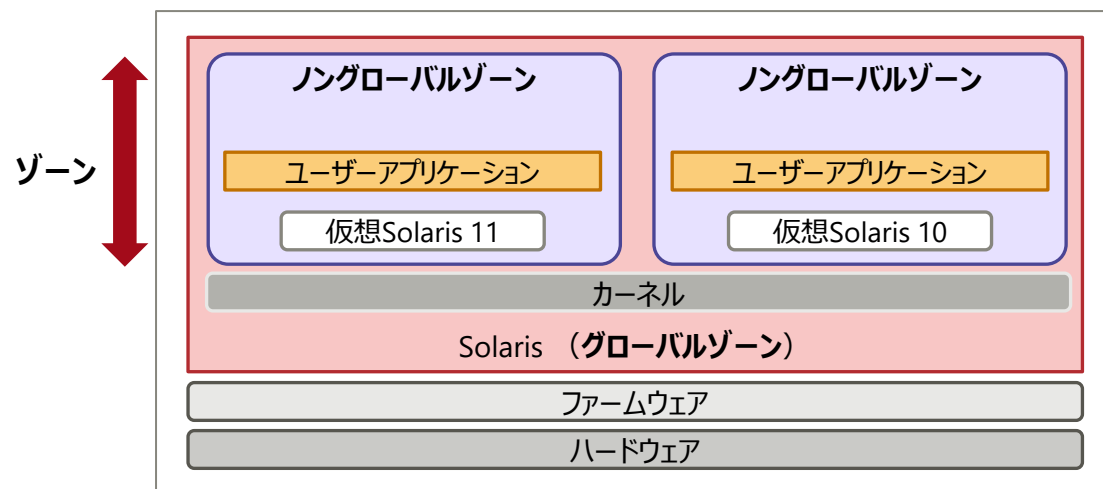 ゾーン
ノングローバルゾーン
ユーザーアプリケーション
仮想Solaris 11
ノングローバルゾーン
ユーザーアプリケーション
仮想Solaris 10
カーネル
Solaris （グローバルゾーン）
ファームウェア
ハードウェア